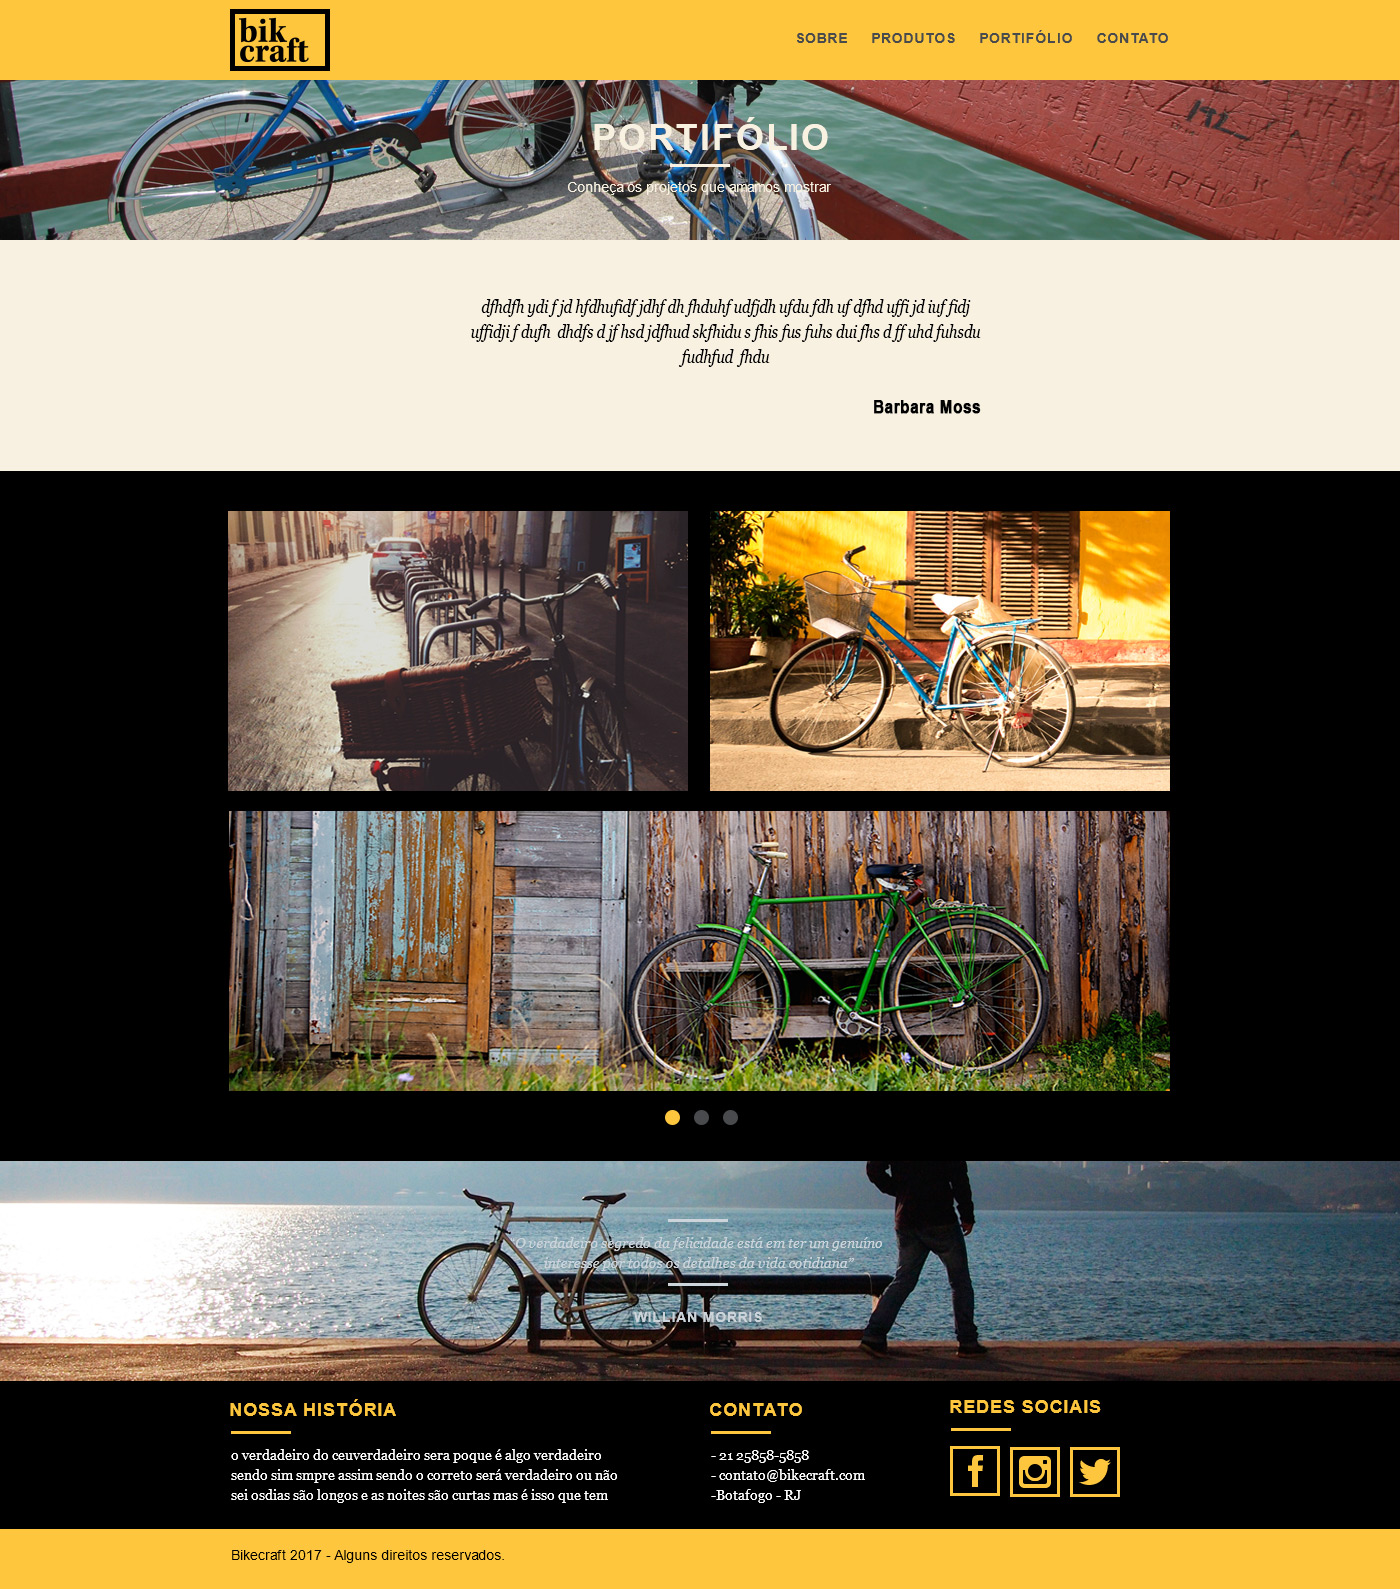 bik
craft
SOBRE PRODUTOS PORTIFÓLIO CONTATO
PORTIFÓLIO
Conheça os projetos que amamos mostrar
dfhdfh ydi f jd hfdhufidf jdhf dh fhduhf udfjdh ufdu fdh uf dfhd uffi jd iuf fidj
uffidji f dufh dhdfs d jf hsd jdfhud skfhidu s fhis fus fuhs dui fhs d ff uhd fuhsdu
fudhfud fhdu
Barbara Moss
"O verdadeiro segredo da felicidade está em ter um genuíno
interesse por todos os detalhes da vida cotidiana"
WILLIAN MORRIS
NOSSA HISTÓRIA
o verdadeiro do ceuverdadeiro sera poque é algo verdadeiro
sendo sim smpre assim sendo o correto será verdadeiro ou não
sei osdias são longos e as noites são curtas mas é isso que tem
CONTATO
- 21 25858-5858
- contato@bikecraft.com
-Botafogo - RJ
REDES SOCIAIS
Bikecraft 2017 - Alguns direitos reservados.